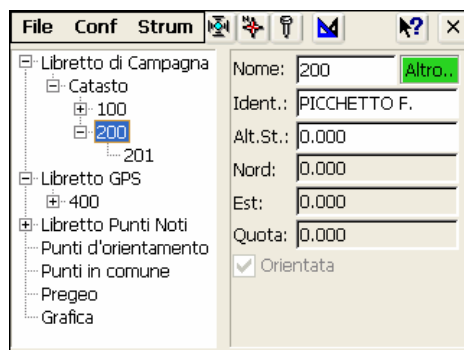 File Conf Strum
Libretto di Campagna
Catasto
100
200
201
Libretto GPS
400
Libretto Punti Noti
Punti d'orientamento
Punti in comune
Pregeo
Grafica
Nome: 200 Altro..
Ident.: PICCHETTO F.
Alt.St.: 0.000
Nord: 0.000
Est: 0.000
Quota: 0.000
Orientata